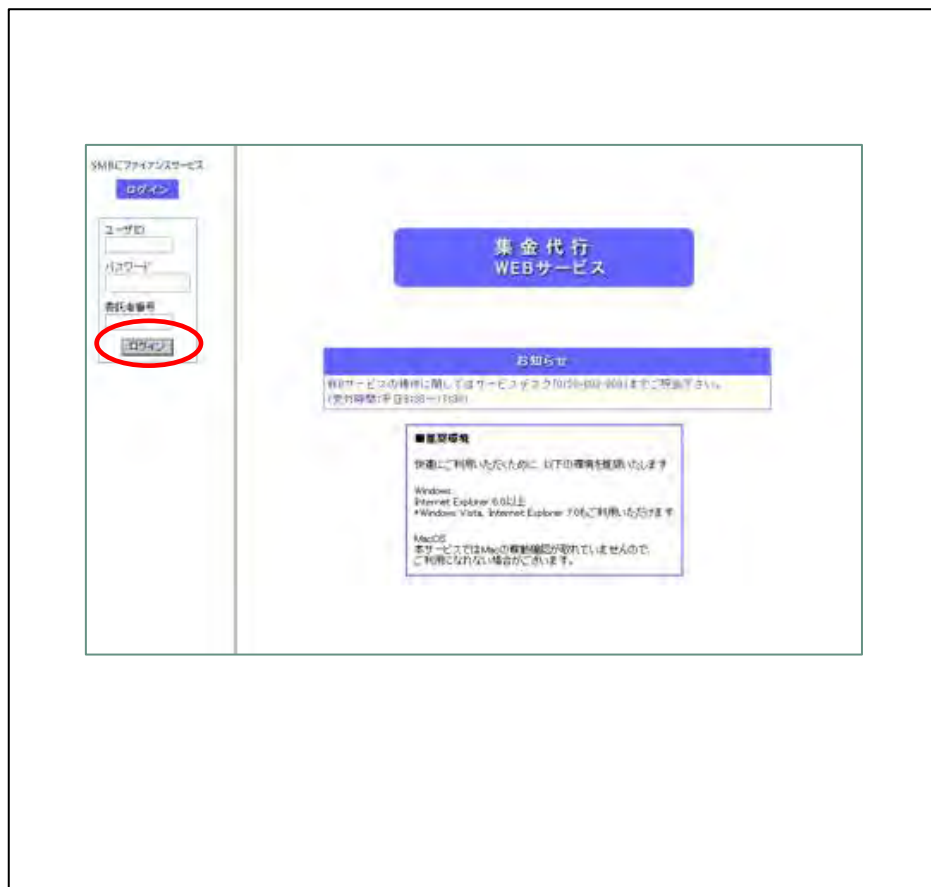 SMBCファイナンスサービス
ログイン
ユーザID
パスワード
委託者番号
ログイン
集金代行
WEBサービス
お知らせ
WEBサービスの操作に関してはサービスデスク までご照会下さい。
■推奨環境
快適にご利用いただくために、以下の環境を推奨いたします
Windows
Internet Explorer 6.0以上
*Windows Vista, Internet Explorer 7.0もご利用いただけます
MacOS
本サービスではMacの稼動確認が取れていませんので、
ご利用になれない場合がございます。